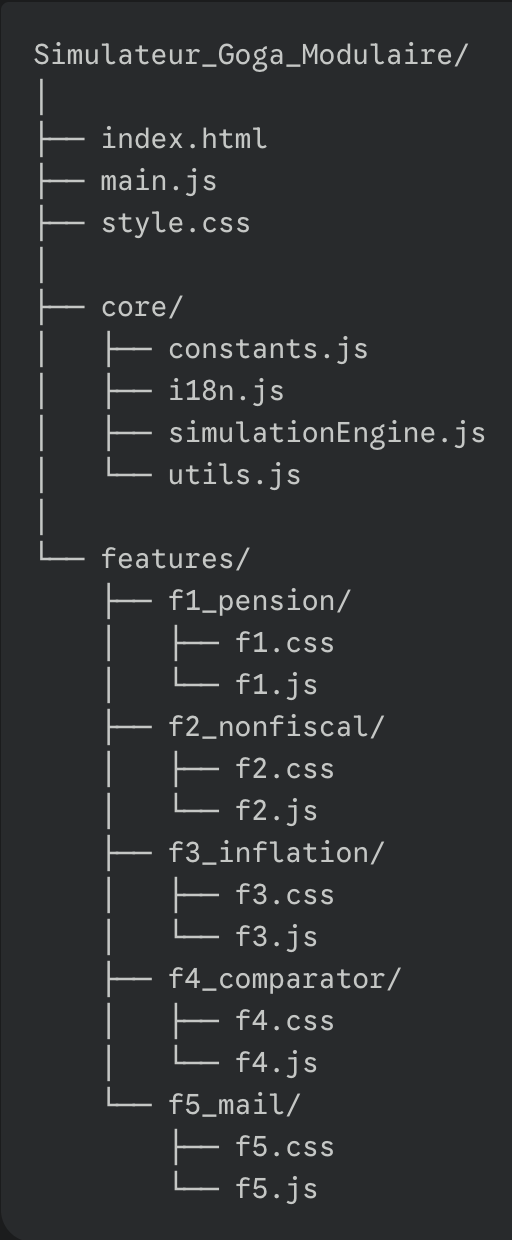 Simulateur_Goga_Modulaire/
│
├── index.html
├── main.js
├── style.css
│
├── core/
│   ├── constants.js
│   ├── i18n.js
│   ├── simulationEngine.js
│   └── utils.js
│
└── features/
    ├── f1_pension/
    │   ├── f1.css
    │   └── f1.js
    ├── f2_nonfiscal/
    │   ├── f2.css
    │   └── f2.js
    ├── f3_inflation/
    │   ├── f3.css
    │   └── f3.js
    ├── f4_comparator/
    │   ├── f4.css
    │   └── f4.js
    └── f5_mail/
        ├── f5.css
        └── f5.js